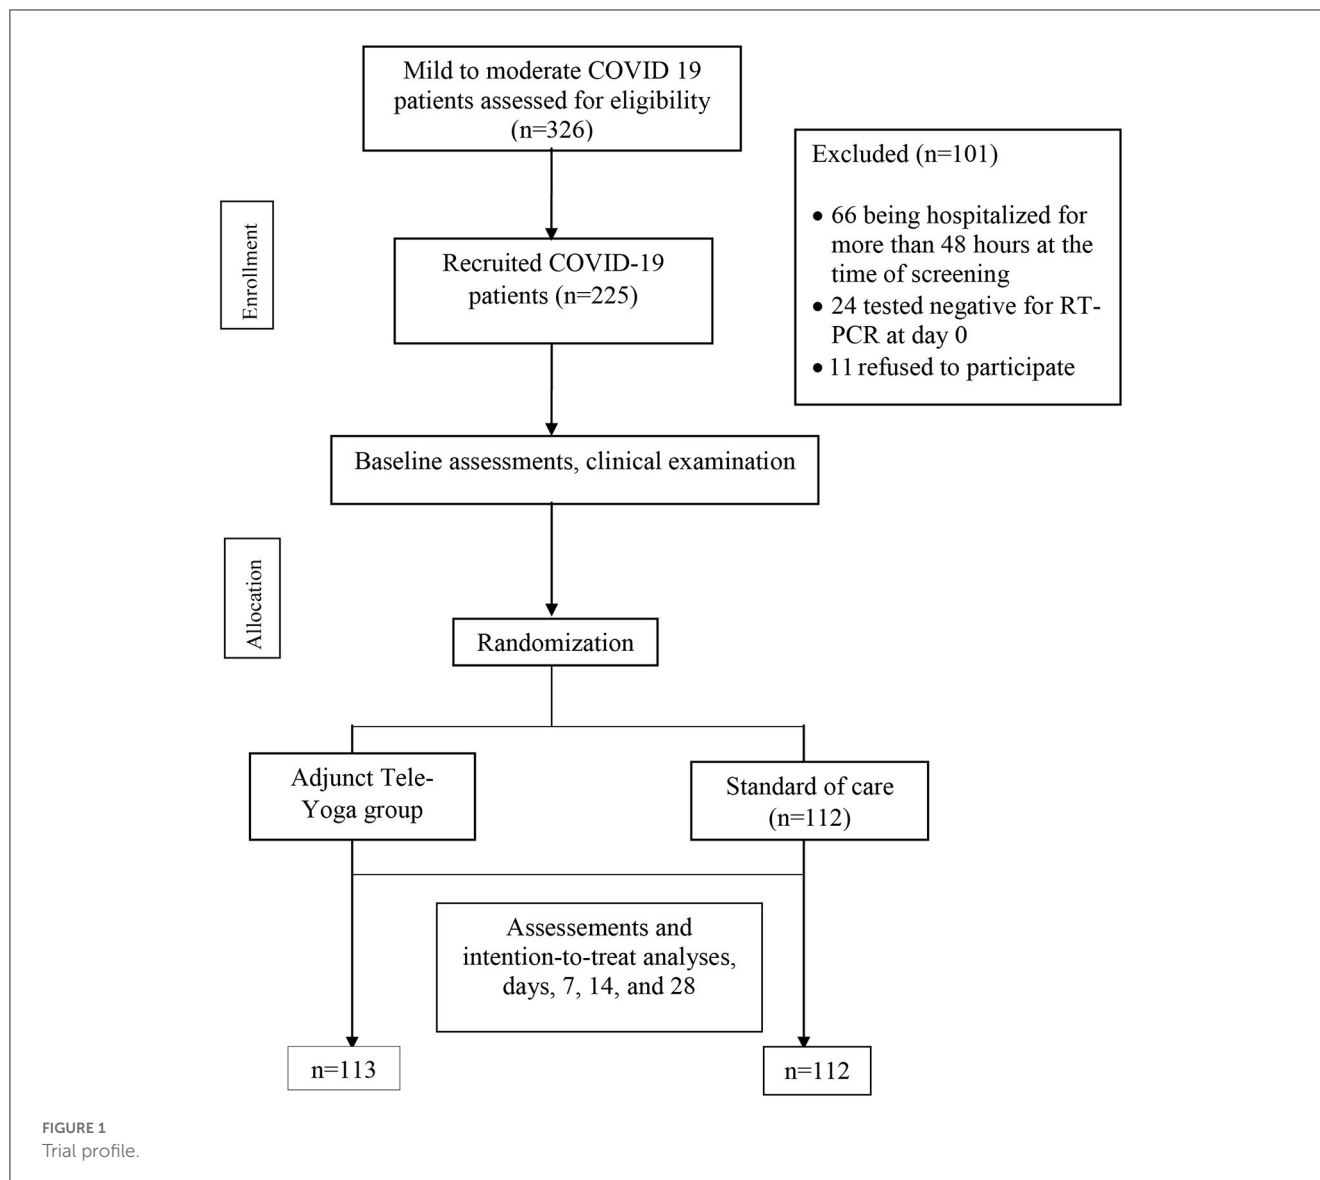 Mild to moderate COVID 19
patients assessed for eligibility
(n=326)
Excluded (n=101)
• 66 being hospitalized for
more than 48 hours at the
time of screening
• 24 tested negative for RT-
PCR at day 0
• 11 refused to participate
Enrollment
Recruited COVID-19
patients (n=225)
Baseline assessments, clinical examination
Allocation
Randomization
Adjunct Tele-
Yoga group
Standard of care
(n=112)
Assessements and
intention-to-treat analyses,
days, 7, 14, and 28
n=113
n=112
FIGURE 1
Trial profile.